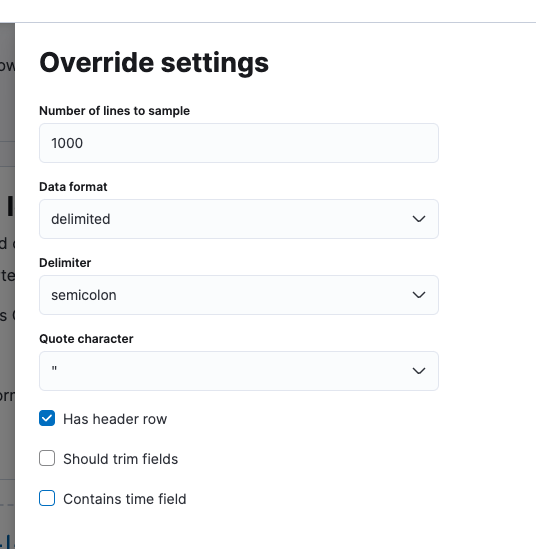 Override settings
Number of lines to sample
1000
Data format
delimited
Delimiter
semicolon
Quote character
"
Has header row
Should trim fields
Contains time field